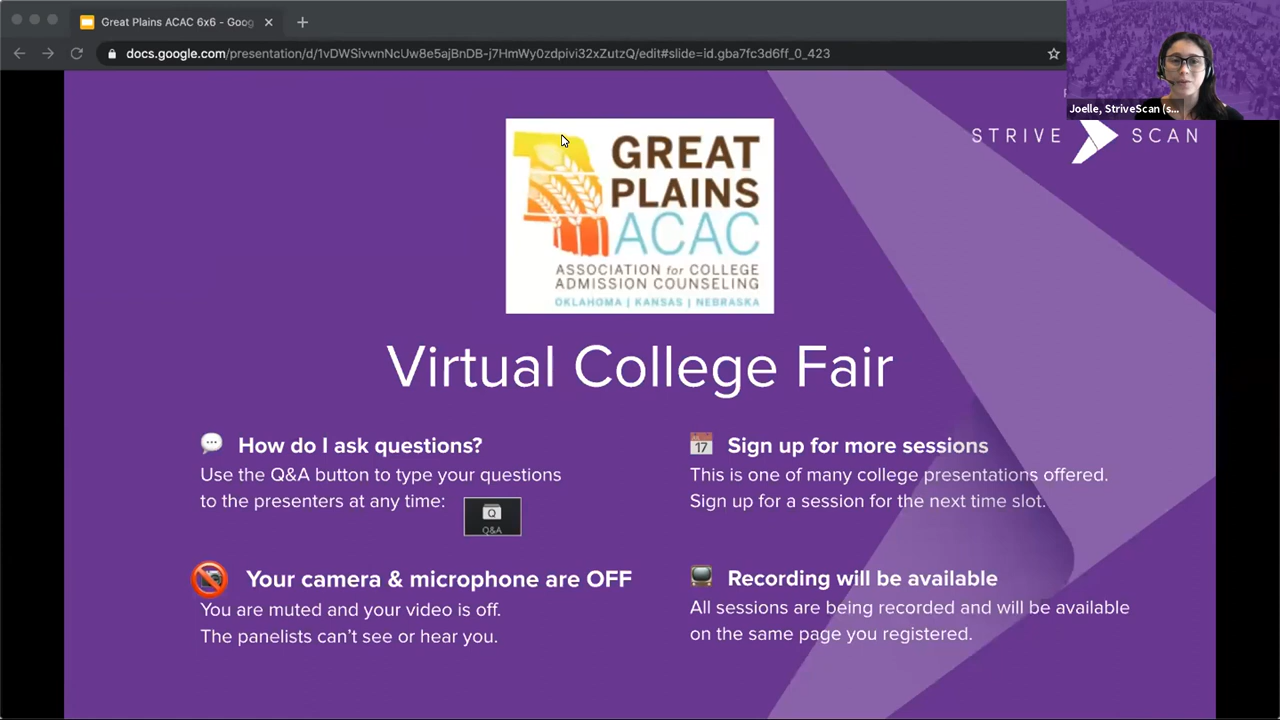 Great Plains ACAC 6x6 - Goog
docs.google.com/presentation/d/1vDWSivwnNcUw8e5ajBnDB-j7HmWy0zdpivi32xZutzQ/edit#slide=id.gba7fc3d6ff_0_423
Joelle, StriveScan (s...
STRIVE SCAN
GREAT
PLAINS
ACAC
ASSOCIATION for COLLEGE
ADMISSION COUNSELING
OKLAHOMA | KANSAS | NEBRASKA
Virtual College Fair
How do I ask questions?
Use the Q&A button to type your questions
to the presenters at any time:
Q
Q&A
17
Sign up for more sessions
This is one of many college presentations offered.
Sign up for a session for the next time slot.
Your camera & microphone are OFF
You are muted and your video is off.
The panelists can't see or hear you.
Recording will be available
All sessions are being recorded and will be available
on the same page you registered.